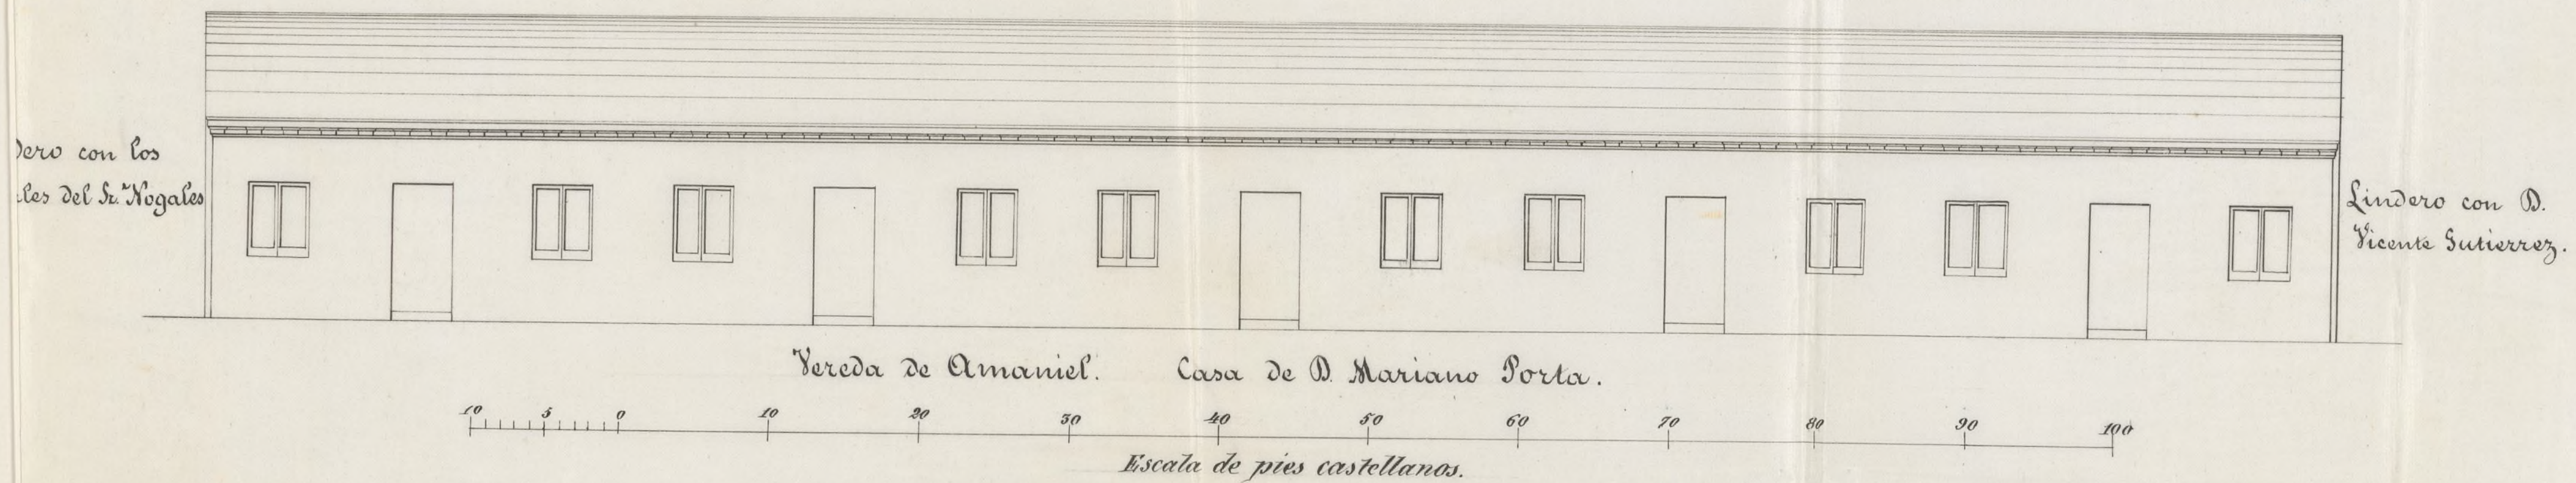 dero con los
les del Sr. Nogales
Lindero con D.
Vicente Gutierrez.
Vereda de Amaniel. Casa de D. Mariano Porta.
10 5 0 10 20 30 40 50 60 70 80 90 100
Escala de pies castellanos.